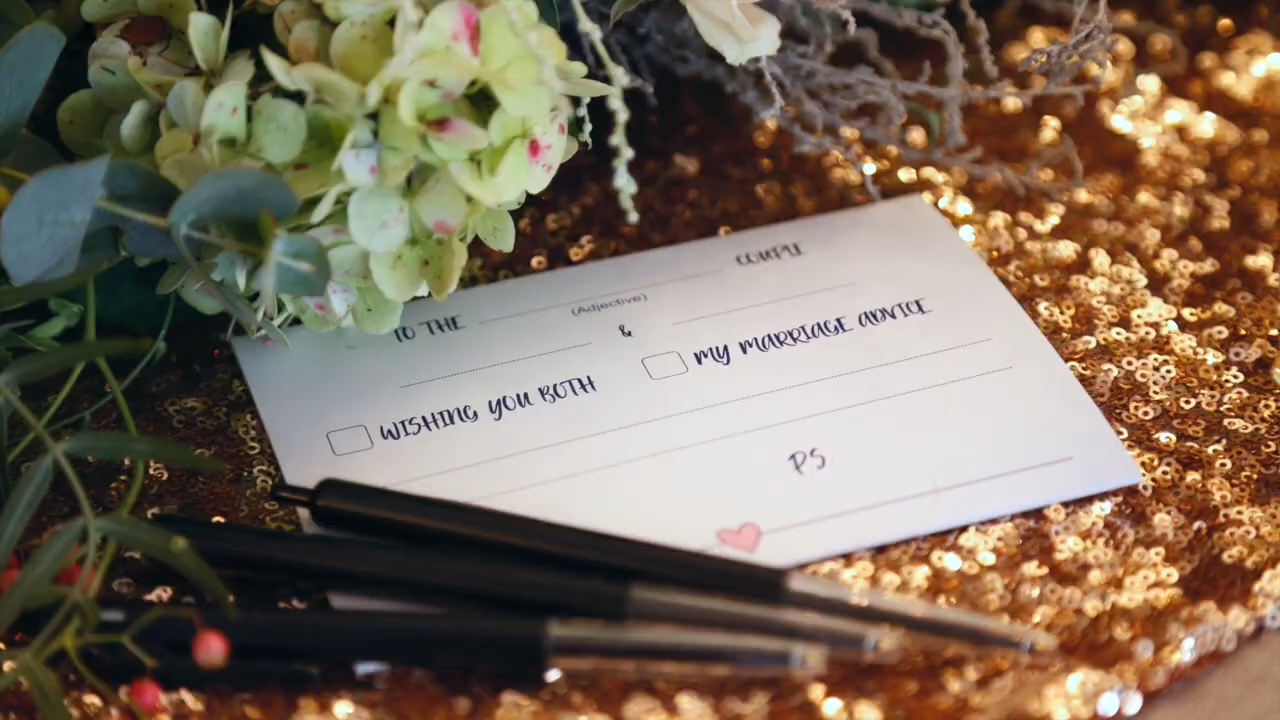 TO THE COUPLE
(Adjective)
&
WISHING YOU BOTH MY MARRIAGE ADVICE
PS